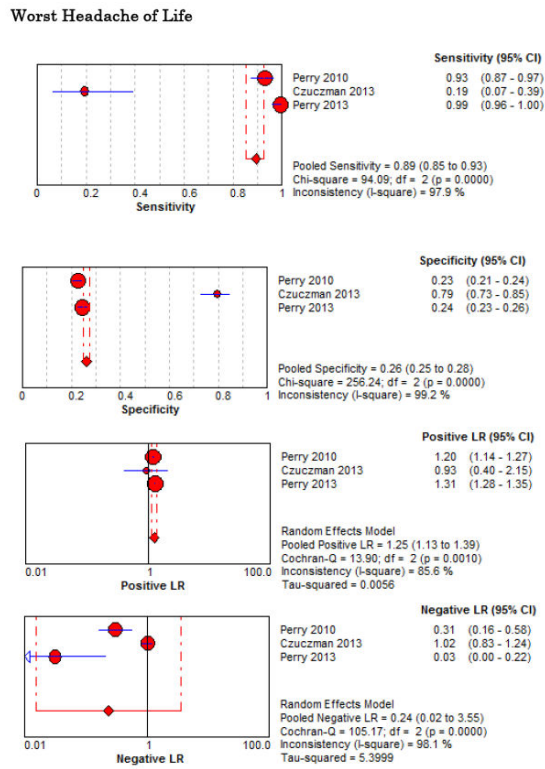 Worst Headache of Life
Sensitivity (95% CI)
Perry 2010 0.93 (0.87 - 0.97)
Czuczman 2013 0.19 (0.07 - 0.39)
Perry 2013 0.99 (0.96 - 1.00)
Pooled Sensitivity = 0.89 (0.85 to 0.93)
Chi-square = 94.09; df = 2 (p = 0.0000)
Inconsistency (I-square) = 97.9 %
0 0.2 0.4 0.6 0.8 1
Sensitivity
Specificity (95% CI)
Perry 2010 0.23 (0.21 - 0.24)
Czuczman 2013 0.79 (0.73 - 0.85)
Perry 2013 0.24 (0.23 - 0.26)
Pooled Specificity = 0.26 (0.25 to 0.28)
Chi-square = 256.24; df = 2 (p = 0.0000)
Inconsistency (I-square) = 99.2 %
0 0.2 0.4 0.6 0.8 1
Specificity
Positive LR (95% CI)
Perry 2010 1.20 (1.14 - 1.27)
Czuczman 2013 0.93 (0.40 - 2.15)
Perry 2013 1.31 (1.28 - 1.35)
Random Effects Model
Pooled Positive LR = 1.25 (1.13 to 1.39)
Cochran-Q = 13.90; df = 2 (p = 0.0010)
Inconsistency (I-square) = 85.6 %
Tau-squared = 0.0056
0.01 1 100.0
Positive LR
Negative LR (95% CI)
Perry 2010 0.31 (0.16 - 0.58)
Czuczman 2013 1.02 (0.83 - 1.24)
Perry 2013 0.03 (0.00 - 0.22)
Random Effects Model
Pooled Negative LR = 0.24 (0.02 to 3.55)
Cochran-Q = 105.17; df = 2 (p = 0.0000)
Inconsistency (I-square) = 98.1 %
Tau-squared = 5.3999
0.01 1 100.0
Negative LR